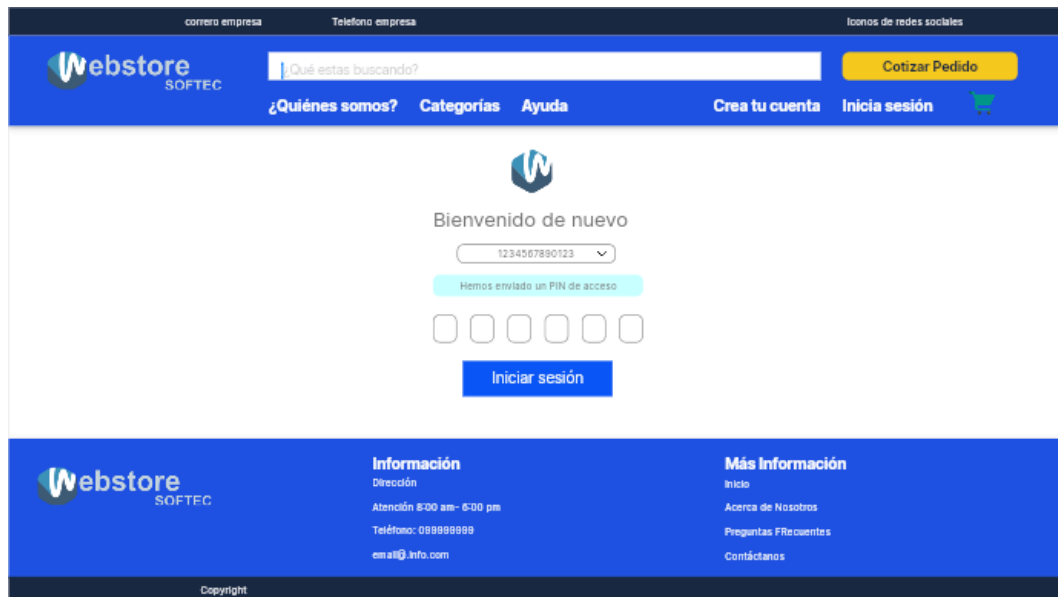 correro empresa Telefono empresa Iconos de redes sociales
Webstore
SOFTEC
¿Qué estas buscando?
Cotizar Pedido
¿Quiénes somos? Categorías Ayuda Crea tu cuenta Inicia sesión
Bienvenido de nuevo
1234567890123
Hemos enviado un PIN de acceso
Iniciar sesión
Webstore
SOFTEC
Información
Dirección
Atención 8:00 am- 6:00 pm
Teléfono: 099999999
email@.info.com
Más Información
Inicio
Acerca de Nosotros
Preguntas FRecuentes
Contáctanos
Copyright